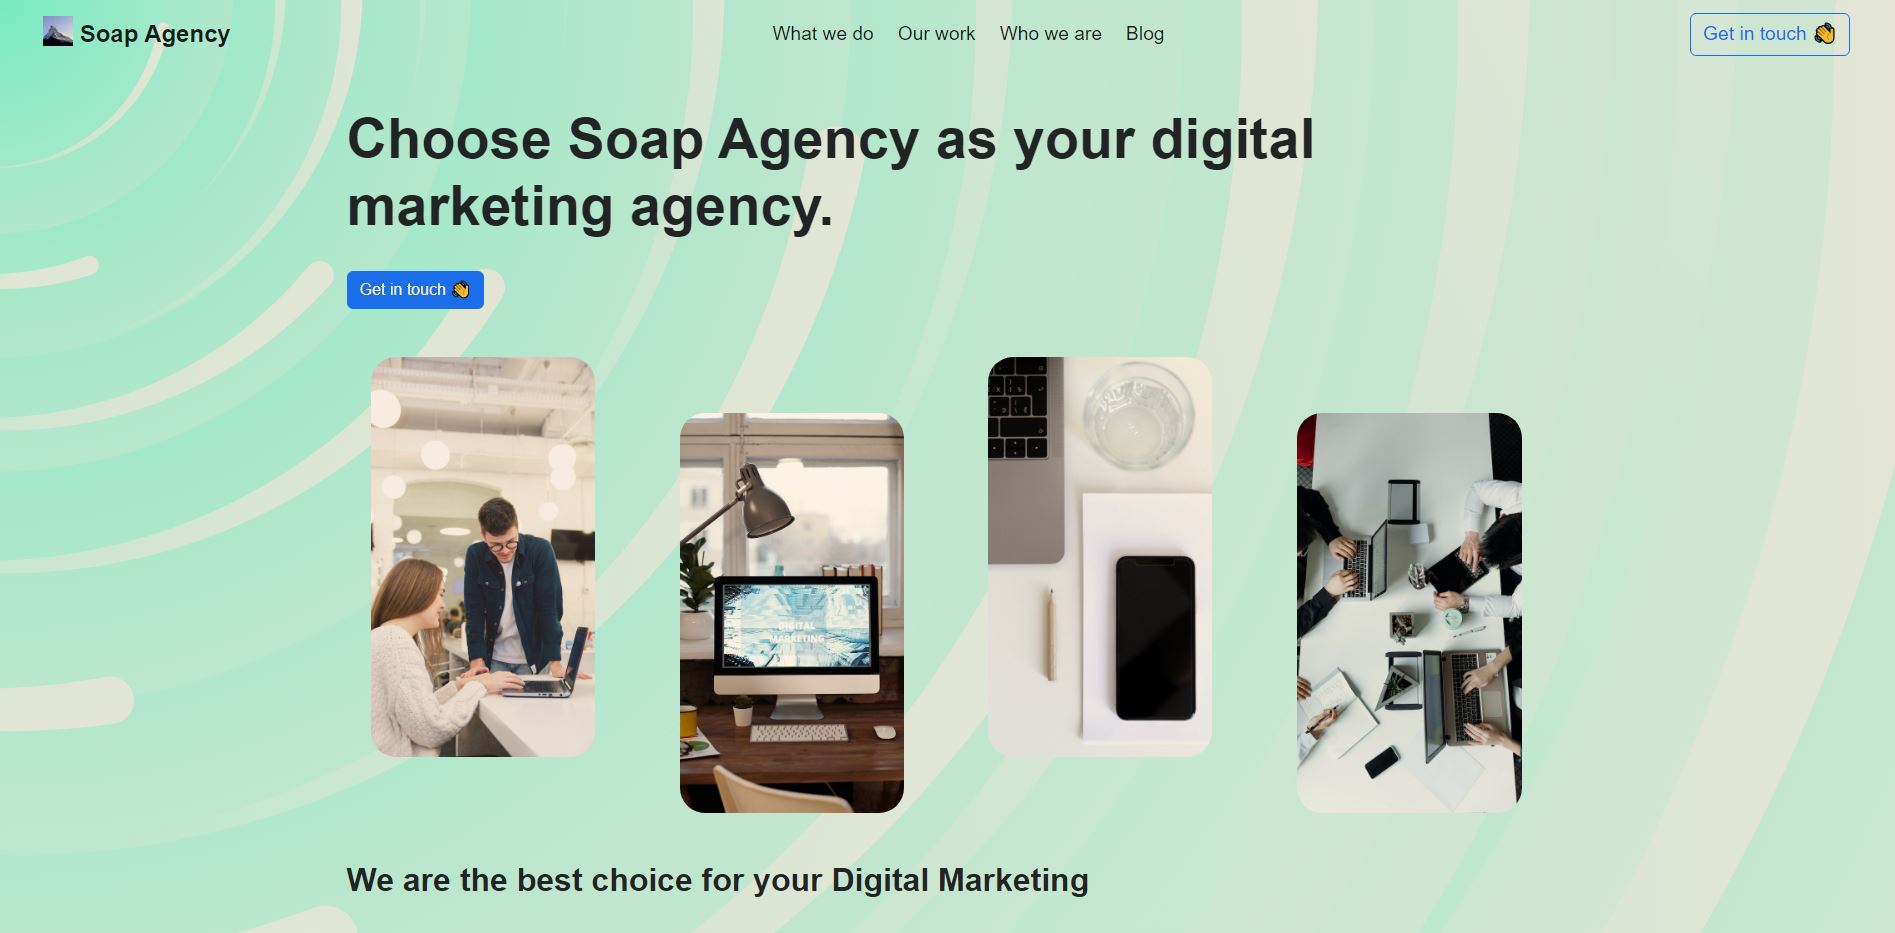 Soap Agency
What we do
Our work
Who we are
Blog
Get in touch 👏
Choose Soap Agency as your digital
marketing agency.
Get in touch 👏
DIGITAL
MARKETING
We are the best choice for your Digital Marketing